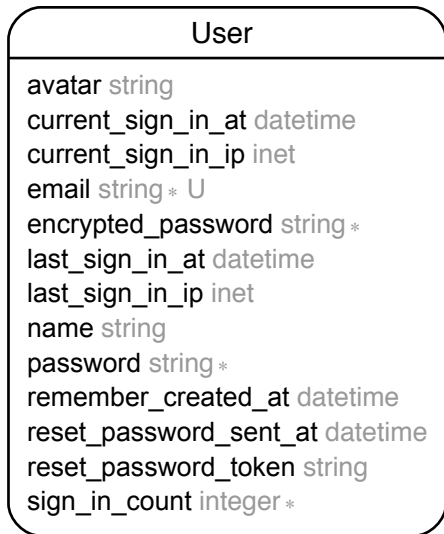 User
avatar string
current_sign_in_at datetime
current_sign_in_ip inet
email string * U
encrypted_password string *
last_sign_in_at datetime
last_sign_in_ip inet
name string
password string *
remember_created_at datetime
reset_password_sent_at datetime
reset_password_token string
sign_in_count integer *